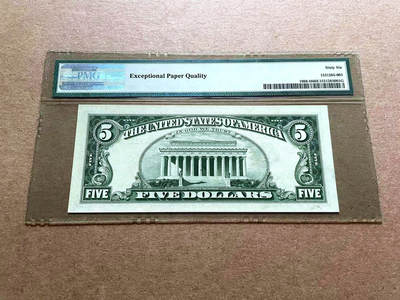 PMG
Exceptional Paper Quality
Sixty Six
5 THE UNITED STATES OF AMERICA 5
IN GOD WE TRUST
FIVE FIVE DOLLARS FIVE